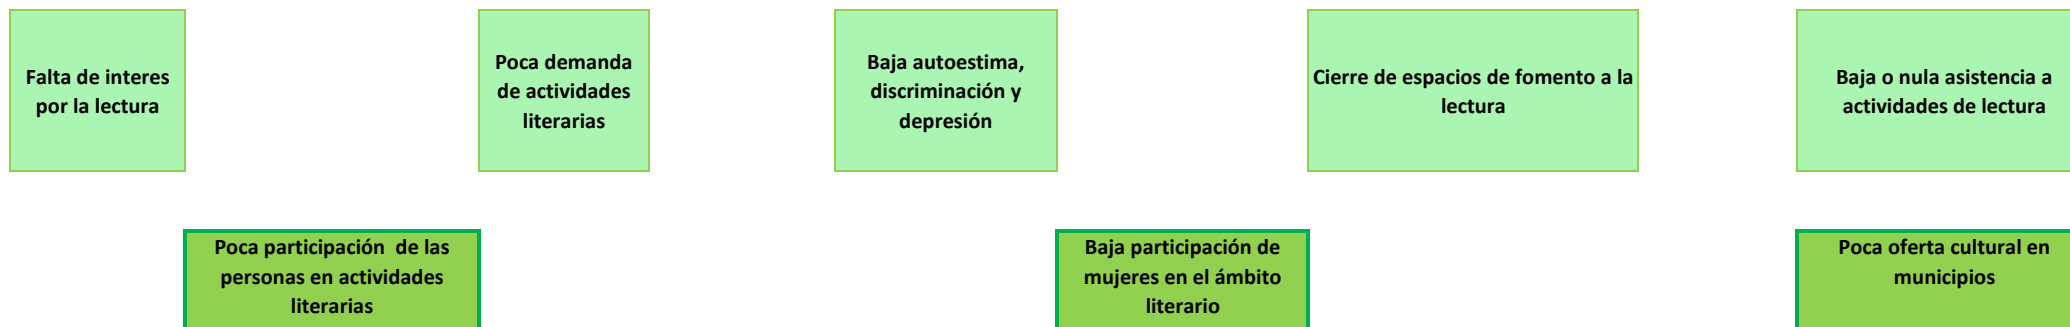 Falta de interes
por la lectura
Poca demanda
de actividades
literarias
Baja autoestima,
discriminación y
depresión
Cierre de espacios de fomento a la
lectura
Baja o nula asistencia a
actividades de lectura
Poca participación  de las
personas en actividades
literarias
Baja participación de
mujeres en el ámbito
literario
Poca oferta cultural en
municipios